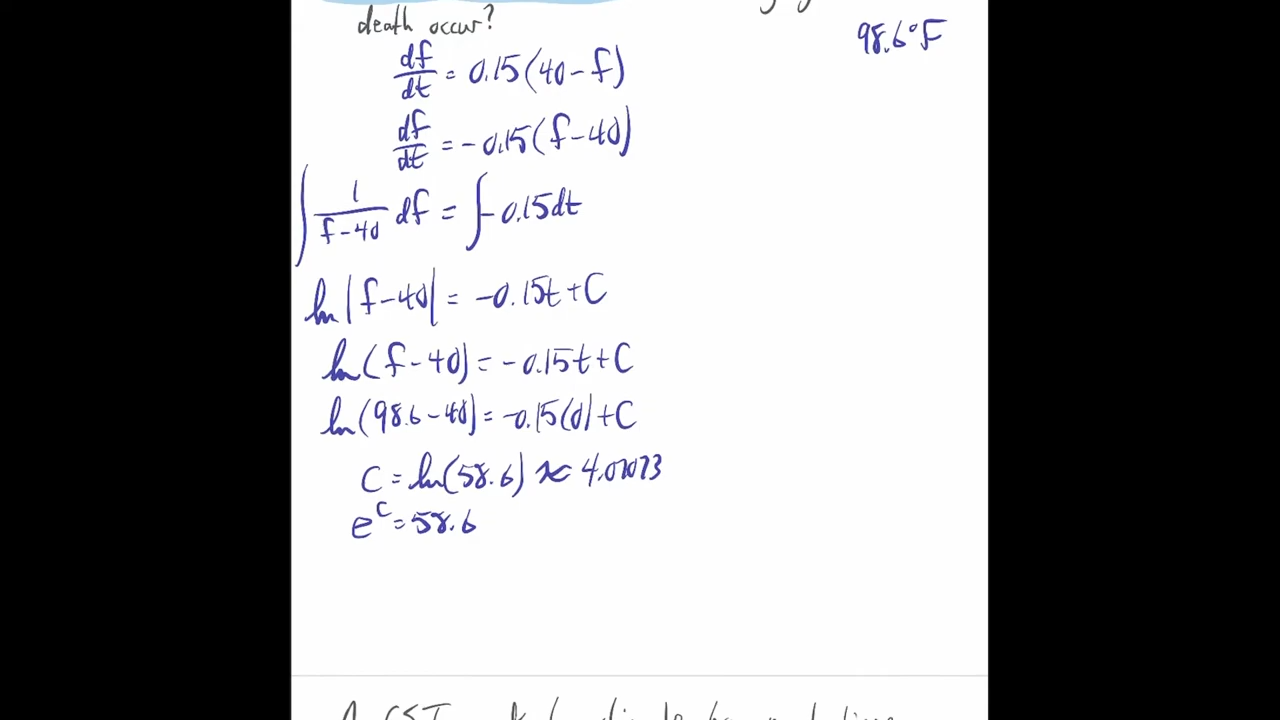 death occur?
98.6°F
df/dt = 0.15(40-f)
df/dt = -0.15(f-40)
∫ 1/(f-40) df = ∫-0.15dt
ln|f-40| = -0.15t+C
ln(f-40) = -0.15t+C
ln(98.6-40) = -0.15(0)+C
C = ln(58.6) ≈ 4.07073
e^C = 58.6
A CSI